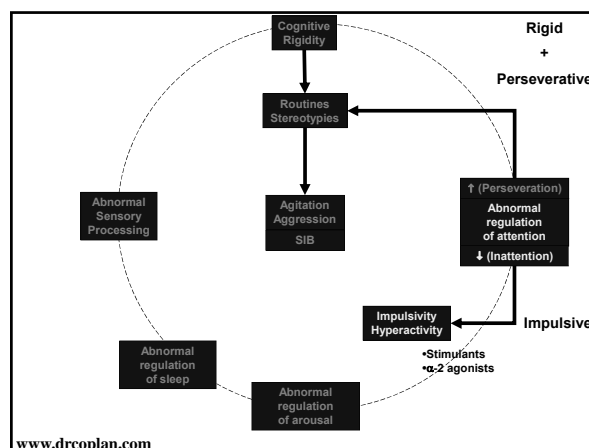 Cognitive
Rigidity
Rigid
+
Perseverative
Routines
Stereotypies
↑ (Perseveration)
Abnormal
regulation
of attention
↓ (Inattention)
Abnormal
Sensory
Processing
Agitation
Aggression
SIB
Impulsivity
Hyperactivity
Impulsive
•Stimulants
•α-2 agonists
Abnormal
regulation
of sleep
Abnormal
regulation
of arousal
www.drcoplan.com